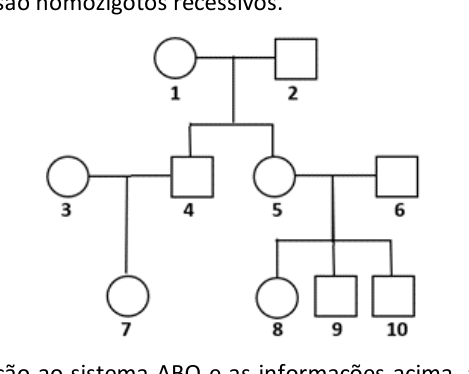 são homozigotos recessivos.
1 2
3 4 5 6
7 8 9 10
ao sistema ABO e as informações acima,